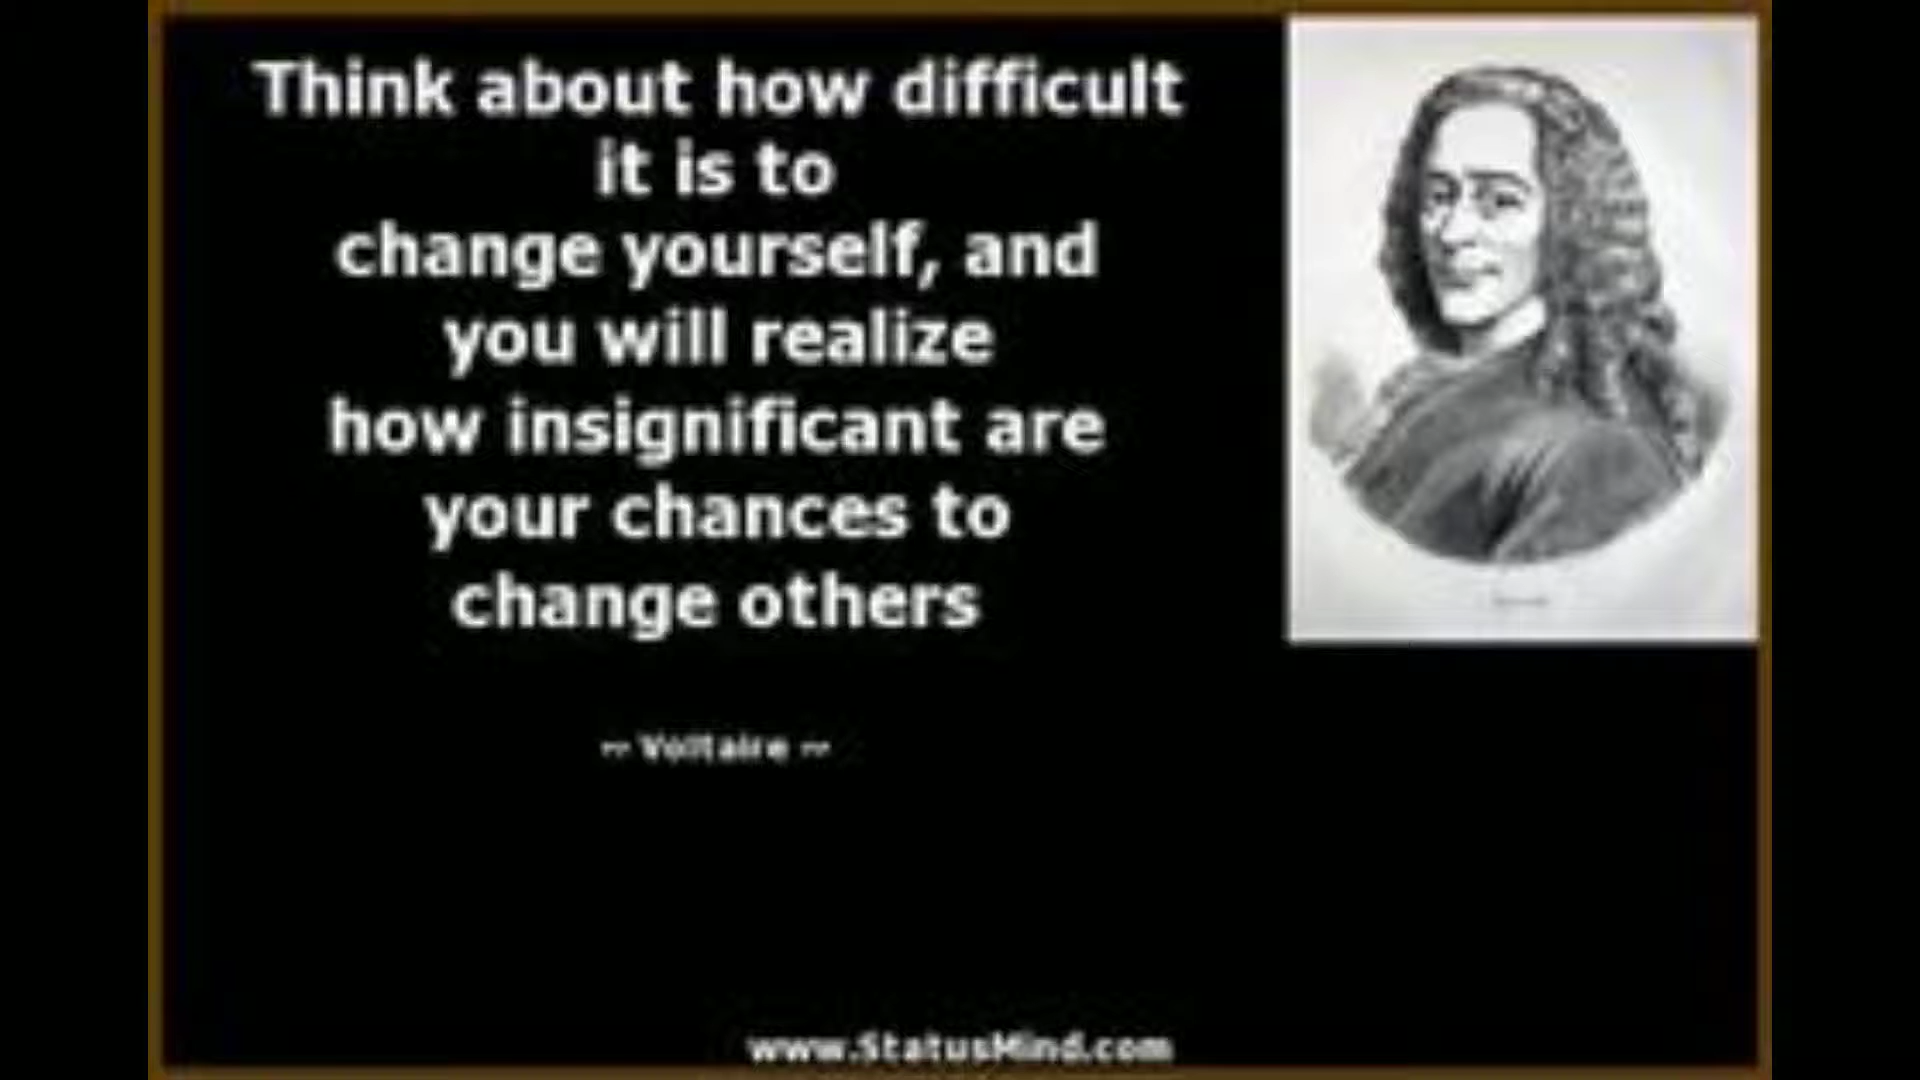 Think about how difficult
it is to
change yourself, and
you will realize
how insignificant are
your chances to
change others
~ Voltaire ~
www.StatusMind.com